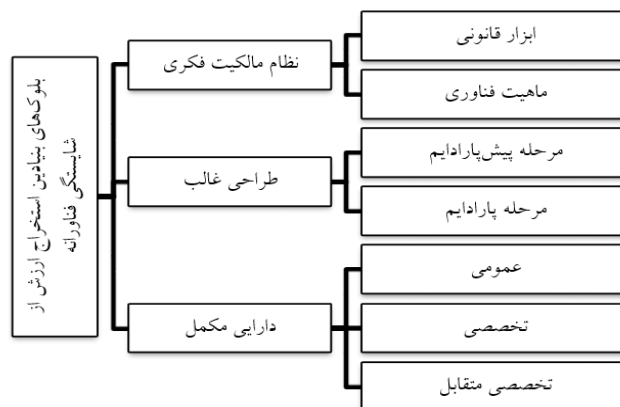 بلوک‌های بنیادین استخراج ارزش از
شایستگی فناورانه
نظام مالکیت فکری
ابزار قانونی
ماهیت فناوری
طراحی غالب
مرحله پیش‌پارادایم
مرحله پارادایم
دارایی مکمل
عمومی
تخصصی
تخصصی متقابل